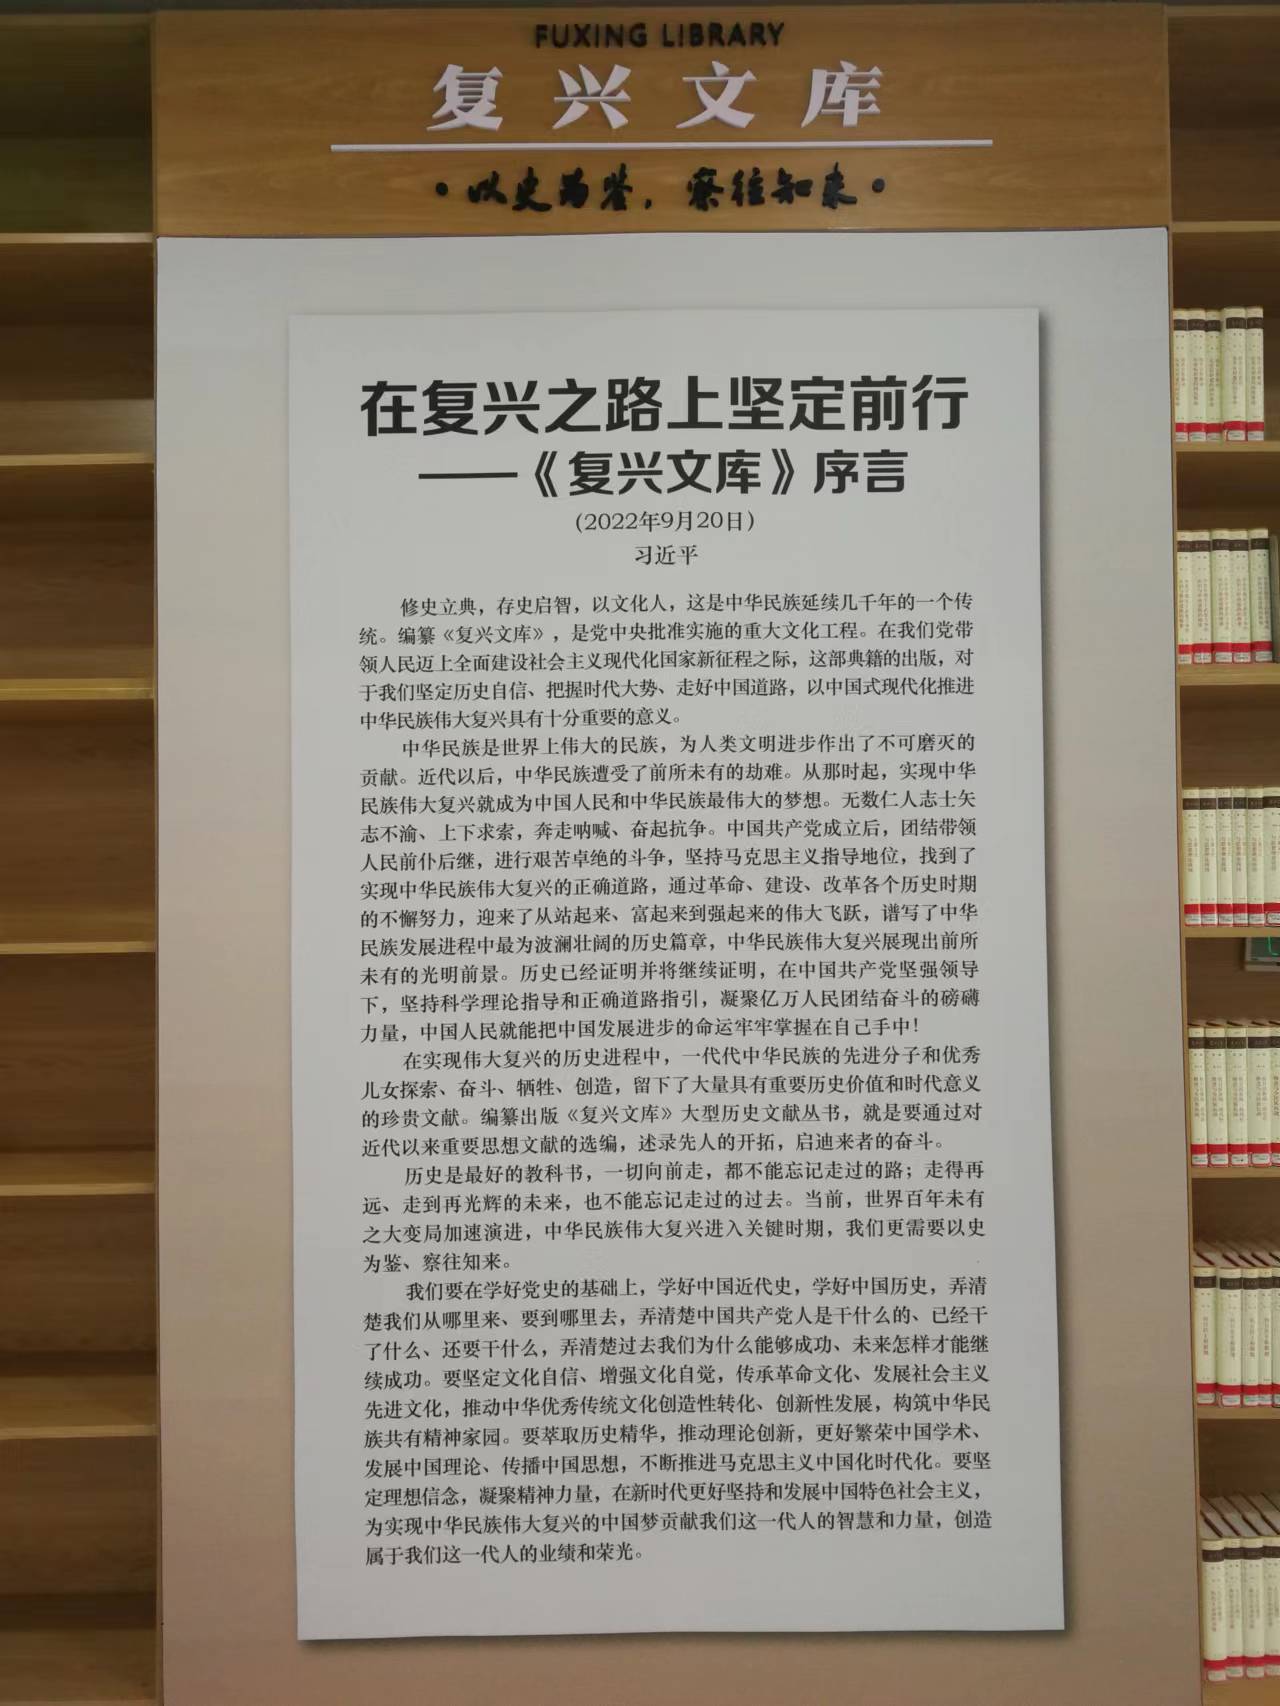 FUXING LIBRARY
复兴文库
·以史为鉴，察往知来·
在复兴之路上坚定前行
——《复兴文库》序言
(2022年9月20日)
习近平
修史立典，存史启智，以文化人，这是中华民族延续几千年的一个传
统。编纂《复兴文库》，是党中央批准实施的重大文化工程。在我们党带
领人民迈上全面建设社会主义现代化国家新征程之际，这部典籍的出版，对
于我们坚定历史自信、把握时代大势、走好中国道路，以中国式现代化推进
中华民族伟大复兴具有十分重要的意义。
中华民族是世界上伟大的民族，为人类文明进步作出了不可磨灭的
贡献。近代以后，中华民族遭受了前所未有的劫难。从那时起，实现中华
民族伟大复兴就成为中国人民和中华民族最伟大的梦想。无数仁人志士矢
志不渝、上下求索，奔走呐喊、奋起抗争。中国共产党成立后，团结带领
人民前仆后继，进行艰苦卓绝的斗争，坚持马克思主义指导地位，找到了
实现中华民族伟大复兴的正确道路，通过革命、建设、改革各个历史时期
的不懈努力，迎来了从站起来、富起来到强起来的伟大飞跃，谱写了中华
民族发展进程中最为波澜壮阔的历史篇章，中华民族伟大复兴展现出前所
未有的光明前景。历史已经证明并将继续证明，在中国共产党坚强领导
下，坚持科学理论指导和正确道路指引，凝聚亿万人民团结奋斗的磅礴
力量，中国人民就能把中国发展进步的命运牢牢掌握在自己手中！
在实现伟大复兴的历史进程中，一代代中华民族的先进分子和优秀
儿女探索、奋斗、牺牲、创造，留下了大量具有重要历史价值和时代意义
的珍贵文献。编纂出版《复兴文库》大型历史文献丛书，就是要通过对
近代以来重要思想文献的选编，述录先人的开拓，启迪来者的奋斗。
历史是最好的教科书，一切向前走，都不能忘记走过的路；走得再
远、走到再光辉的未来，也不能忘记走过的过去。当前，世界百年未有
之大变局加速演进，中华民族伟大复兴进入关键时期，我们更需要以史
为鉴、察往知来。
我们要在学好党史的基础上，学好中国近代史，学好中国历史，弄清
楚我们从哪里来、要到哪里去，弄清楚中国共产党人是干什么的、已经干
了什么、还要干什么，弄清楚过去我们为什么能够成功、未来怎样才能继
续成功。要坚定文化自信、增强文化自觉，传承革命文化、发展社会主义
先进文化，推动中华优秀传统文化创造性转化、创新性发展，构筑中华民
族共有精神家园。要萃取历史精华，推动理论创新，更好繁荣中国学术、
发展中国理论、传播中国思想，不断推进马克思主义中国化时代化。要坚
定理想信念，凝聚精神力量，在新时代更好坚持和发展中国特色社会主义，
为实现中华民族伟大复兴的中国梦贡献我们这一代人的智慧和力量，创造
属于我们这一代人的业绩和荣光。